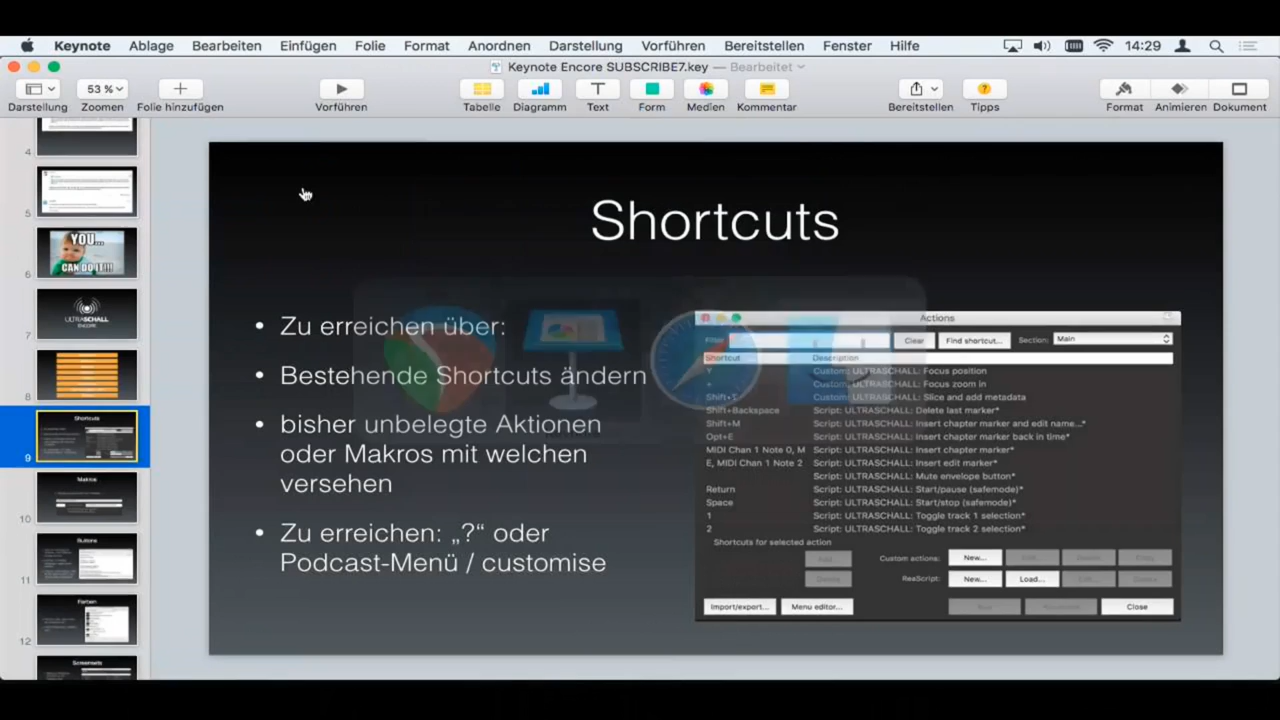 Keynote Ablage Bearbeiten Einfügen Folie Format Anordnen Darstellung Vorführen Bereitstellen Fenster Hilfe 14:29
Keynote Encore SUBSCRIBE7.key — Bearbeitet
53 %
Darstellung Zoomen Folie hinzufügen Vorführen Tabelle Diagramm Text Form Medien Kommentar Bereitstellen Tipps Format Animieren Dokument
4
5
YOU...
CAN DO IT!!!
6
ULTRASCHALL
ENCORE
7
8
Shortcuts
9
Makros
10
Buttons
11
Farben
12
Screensets
Shortcuts
• Zu erreichen über:
• Bestehende Shortcuts ändern
• bisher unbelegte Aktionen
oder Makros mit welchen
versehen
• Zu erreichen: „?“ oder
Podcast-Menü / customise
Actions
Filter Clear Find shortcut... Section: Main
Shortcut Description
Y Custom: ULTRASCHALL: Focus position
+ Custom: ULTRASCHALL: Focus zoom in
Custom: ULTRASCHALL: Slice and add metadata
Shift+Backspace Script: ULTRASCHALL: Delete last marker*
Shift+M Script: ULTRASCHALL: Insert chapter marker and edit name...*
Opt+E Script: ULTRASCHALL: Insert chapter marker back in time*
MIDI Chan 1 Note 0, M Script: ULTRASCHALL: Insert chapter marker*
E, MIDI Chan 1 Note 2 Script: ULTRASCHALL: Insert edit marker*
Script: ULTRASCHALL: Mute envelope button*
Return Script: ULTRASCHALL: Start/pause (safemode)*
Space Script: ULTRASCHALL: Start/stop (safemode)*
1 Script: ULTRASCHALL: Toggle track 1 selection*
2 Script: ULTRASCHALL: Toggle track 2 selection*
Shortcuts for selected action
Custom actions: New...
ReaScript: New... Load...
Import/export... Menu editor... Close